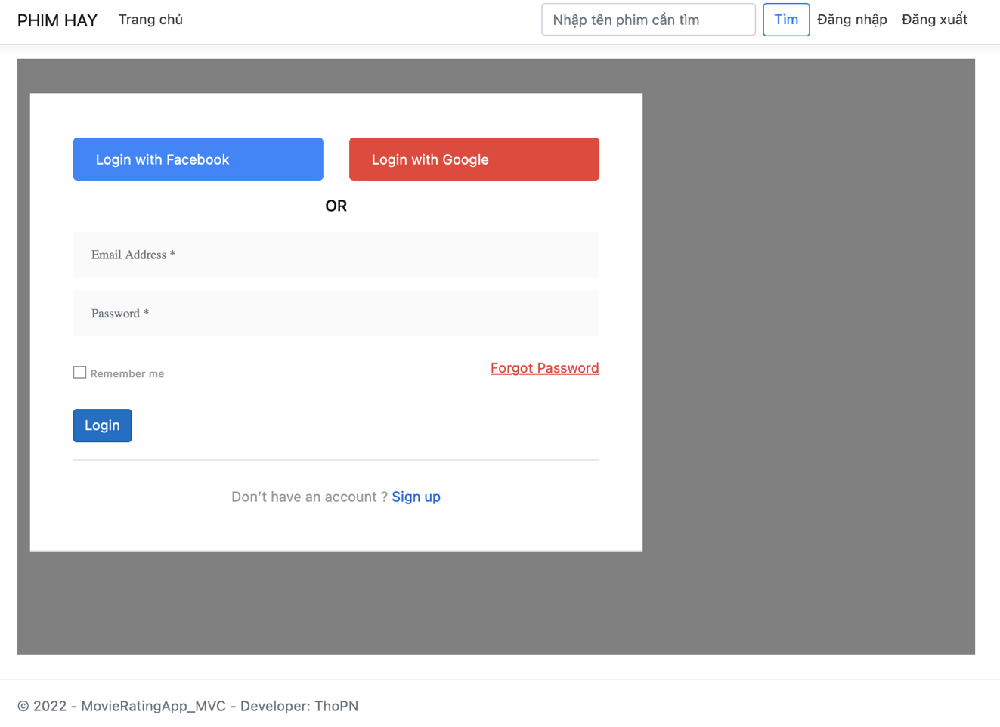 PHIM HAY Trang chủ Nhập tên phim cần tìm Tìm Đăng nhập Đăng xuất
Login with Facebook Login with Google
OR
Email Address *
Password *
Remember me Forgot Password
Login
Don’t have an account ? Sign up
© 2022 - MovieRatingApp_MVC - Developer: ThoPN